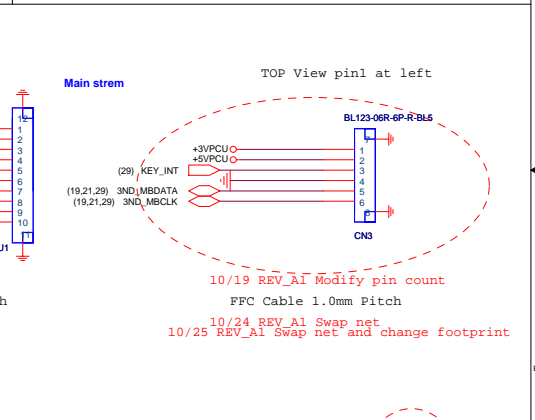 TOP View pin1 at left
Main strem
BL123-06R-6P-R-BL5
12
1
2
3
4
5
6
7
8
9
10
11
+3VPCU
+5VPCU
(29) KEY_INT
(19,21,29) 3ND_MBDATA
(19,21,29) 3ND_MBCLK
7
1
2
3
4
5
6
8
CN3
10/19 REV_A1 Modify pin count
FFC Cable 1.0mm Pitch
10/24 REV_A1 Swap net
10/25 REV_A1 Swap net and change footprint